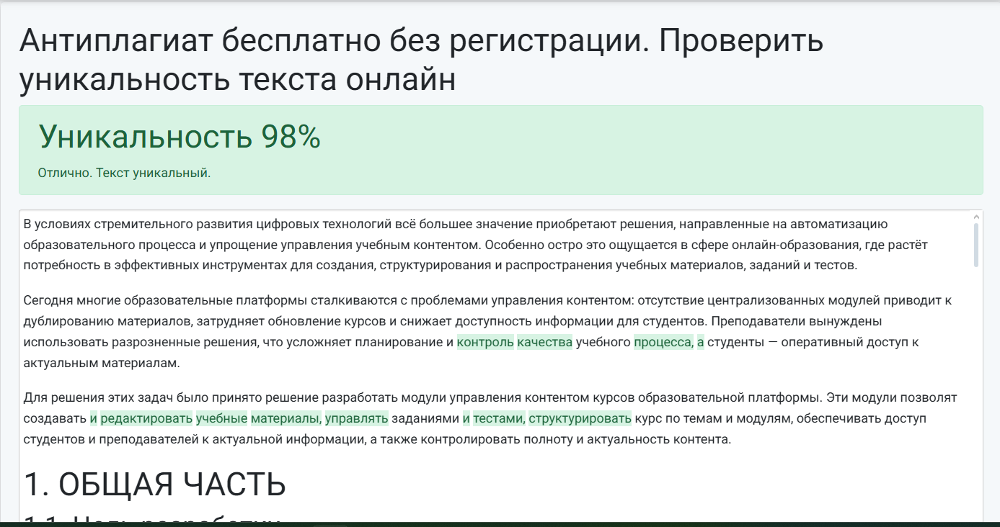 Антиплагиат бесплатно без регистрации. Проверить
уникальность текста онлайн
Уникальность 98%
Отлично. Текст уникальный.
В условиях стремительного развития цифровых технологий всё большее значение приобретают решения, направленные на автоматизацию
образовательного процесса и упрощение управления учебным контентом. Особенно остро это ощущается в сфере онлайн-образования, где растёт
потребность в эффективных инструментах для создания, структурирования и распространения учебных материалов, заданий и тестов.
Сегодня многие образовательные платформы сталкиваются с проблемами управления контентом: отсутствие централизованных модулей приводит к
дублированию материалов, затрудняет обновление курсов и снижает доступность информации для студентов. Преподаватели вынуждены
использовать разрозненные решения, что усложняет планирование и контроль качества учебного процесса, а студенты — оперативный доступ к
актуальным материалам.
Для решения этих задач было принято решение разработать модули управления контентом курсов образовательной платформы. Эти модули позволят
создавать и редактировать учебные материалы, управлять заданиями и тестами, структурировать курс по темам и модулям, обеспечивать доступ
студентов и преподавателей к актуальной информации, а также контролировать полноту и актуальность контента.
1. ОБЩАЯ ЧАСТЬ
1.1. Цель разработки